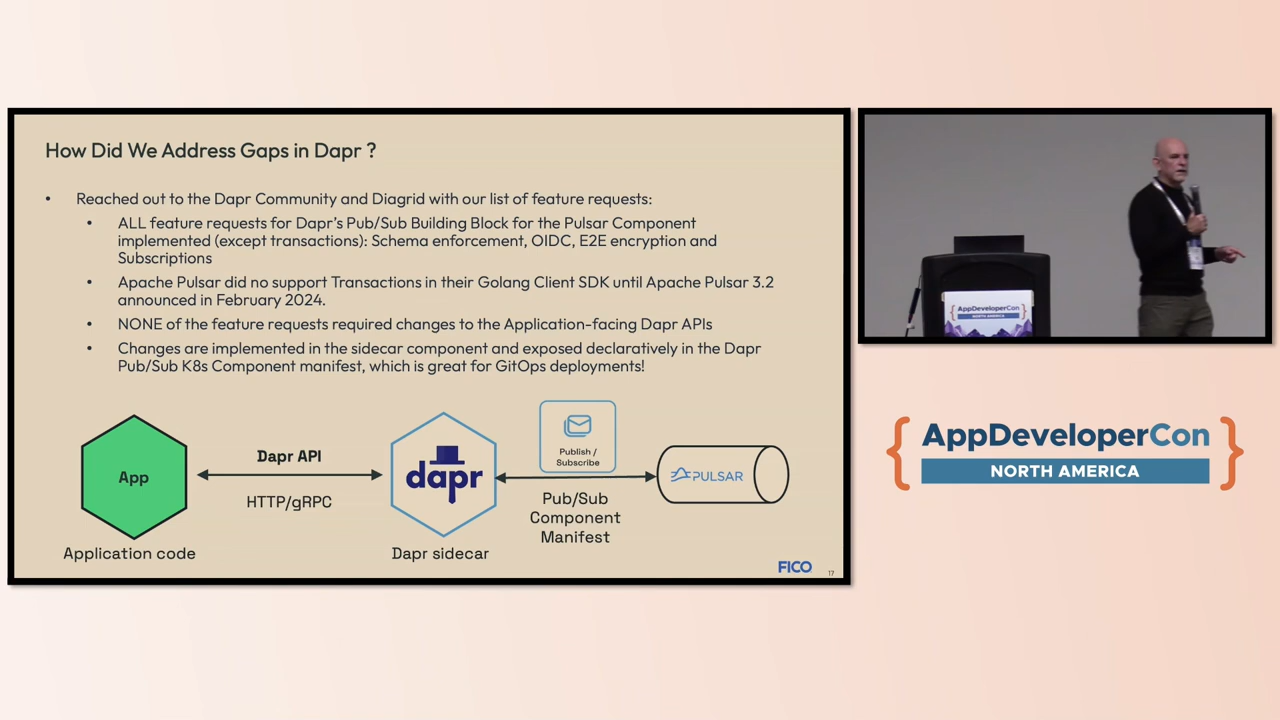 How Did We Address Gaps in Dapr ?
• Reached out to the Dapr Community and Diagrid with our list of feature requests:
• ALL feature requests for Dapr's Pub/Sub Building Block for the Pulsar Component
implemented (except transactions): Schema enforcement, OIDC, E2E encryption and
Subscriptions
• Apache Pulsar did no support Transactions in their Golang Client SDK until Apache Pulsar 3.2
announced in February 2024.
• NONE of the feature requests required changes to the Application-facing Dapr APIs
• Changes are implemented in the sidecar component and exposed declaratively in the Dapr
Pub/Sub K8s Component manifest, which is great for GitOps deployments!
App
Application code
Dapr API
HTTP/gRPC
dapr
Dapr sidecar
Publish /
Subscribe
Pub/Sub
Component
Manifest
PULSAR
FICO
17
AppDeveloperCon
NORTH AMERICA
{ AppDeveloperCon }
NORTH AMERICA